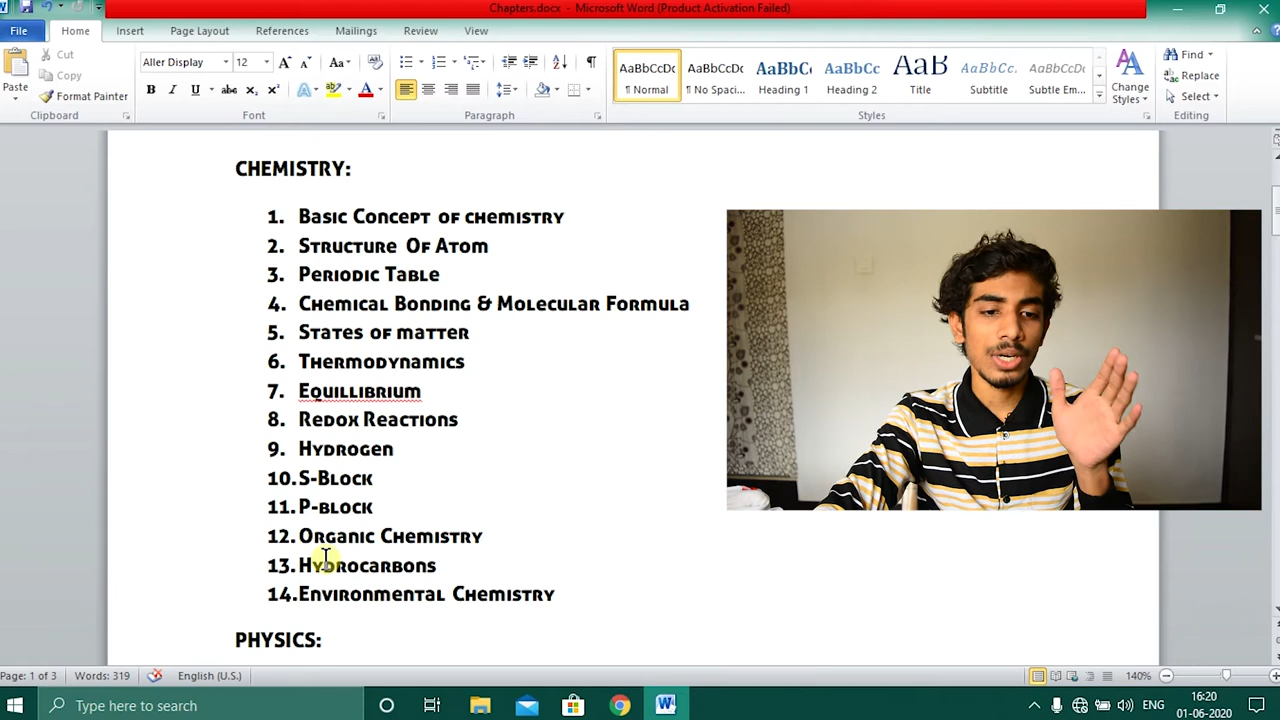 Chapters.docx - Microsoft Word (Product Activation Failed)
File Home Insert Page Layout References Mailings Review View
Paste Cut Copy Format Painter Clipboard
Aller Display 12 Aa B I U abc x₂ x² A A Font
Paragraph
AaBbCcDc ¶ Normal AaBbCcDc ¶ No Spaci... AaBbC Heading 1 AaBbCc Heading 2 AaB Title AaBbCc. Subtitle AaBbCcDc Subtle Em... Change Styles Styles
Find Replace Select Editing
CHEMISTRY:
1. Basic Concept of chemistry
2. Structure Of Atom
3. Periodic Table
4. Chemical Bonding & Molecular Formula
5. States of matter
6. Thermodynamics
7. Equillibrium
8. Redox Reactions
9. Hydrogen
10. S-Block
11. P-block
12. Organic Chemistry
13. Hydrocarbons
14. Environmental Chemistry
PHYSICS:
Page: 1 of 3 Words: 319 English (U.S.) 140%
Type here to search ENG 16:20
01-06-2020